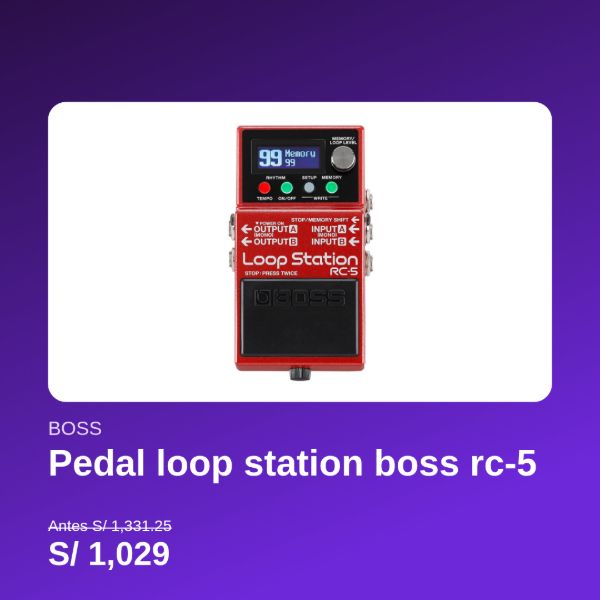 MEMORY/
LOOP LEVEL
99 Memory
99
RHYTHM SETUP MEMORY
TEMPO ON/OFF WRITE
STOP/MEMORY SHIFT
▼POWER ON
OUTPUT A INPUT A
(MONO) (MONO)
OUTPUT B INPUT B
Loop Station
RC-5
STOP: PRESS TWICE
BOSS
BOSS
Pedal loop station boss rc-5
Antes S/ 1,331.25
S/ 1,029